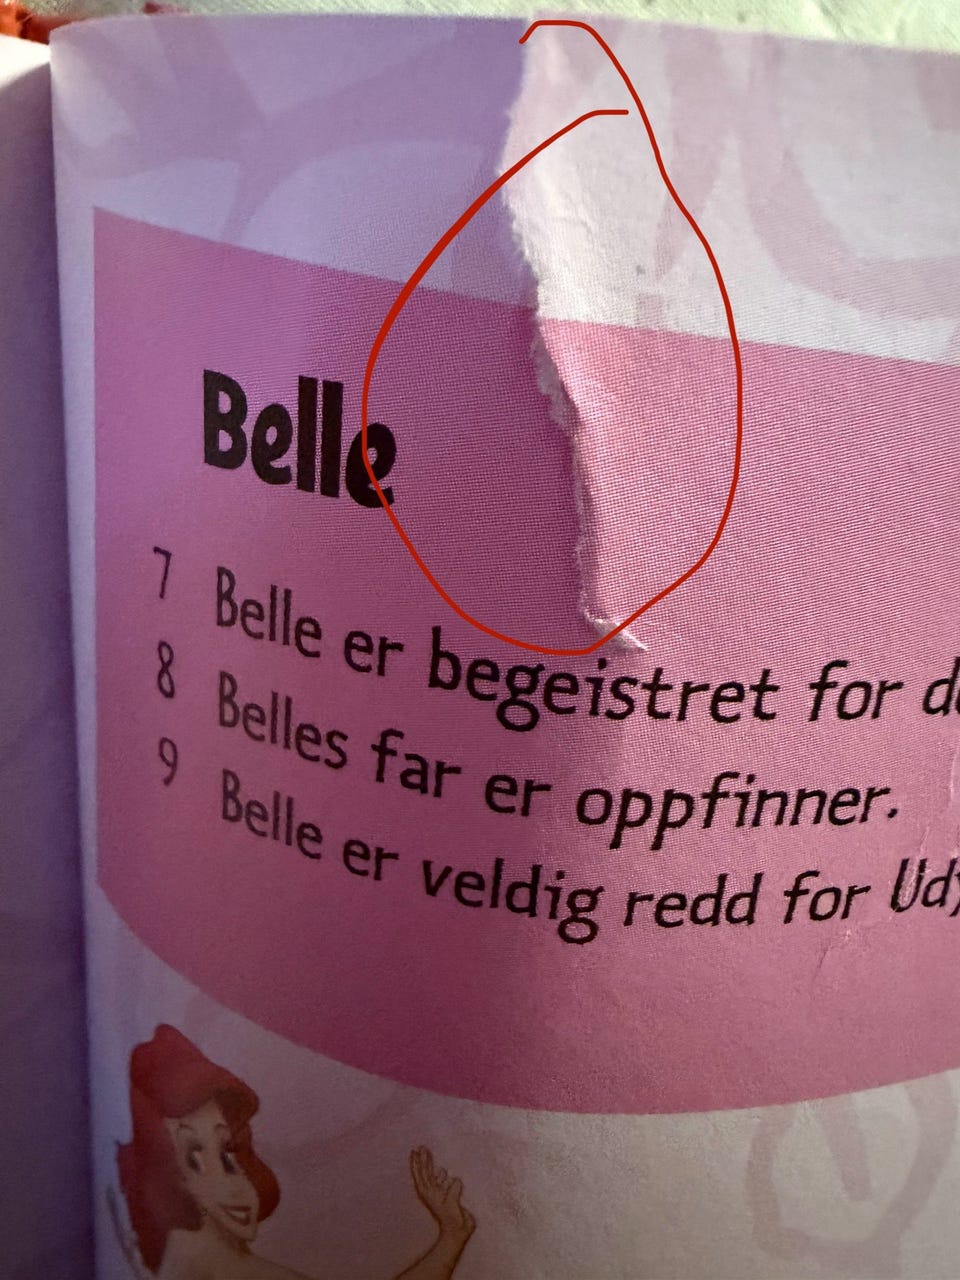 Belle
7 Belle er begeistret for
8 Belles far er oppfinner.
9 Belle er veldig redd for